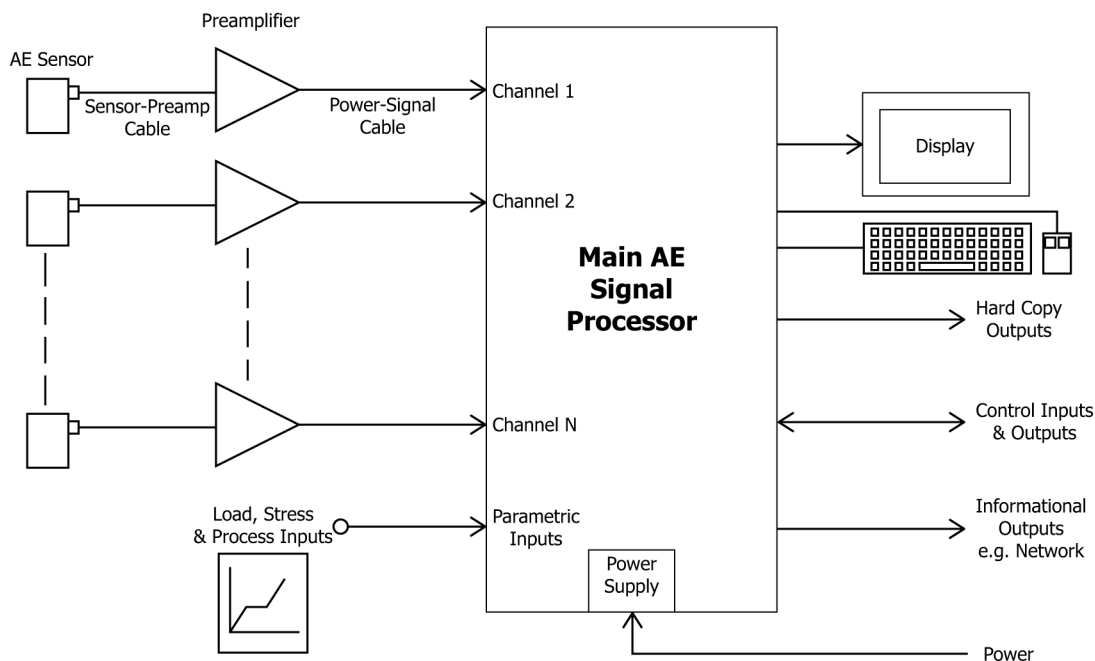 Preamplifier
AE Sensor
Sensor-Preamp
Cable
Power-Signal
Cable
Channel 1
Display
Channel 2
Main AE
Signal
Processor
Hard Copy
Outputs
Channel N
Control Inputs
& Outputs
Load, Stress
& Process Inputs
Parametric
Inputs
Informational
Outputs
e.g. Network
Power
Supply
Power